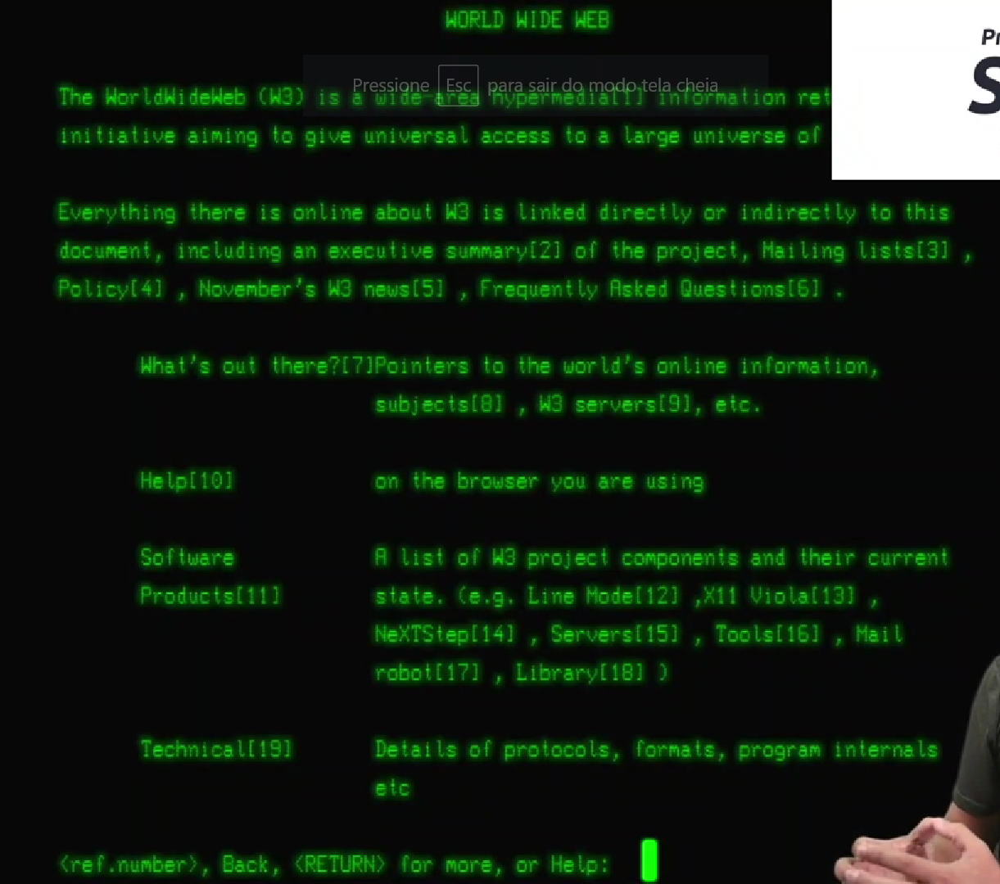 WORLD WIDE WEB
Pr
S
Pressione Esc para sair do modo tela cheia
The WorldWideWeb (W3) is a wide-area hypermedia[1] information ret
initiative aiming to give universal access to a large universe of
Everything there is online about W3 is linked directly or indirectly to this
document, including an executive summary[2] of the project, Mailing lists[3] ,
Policy[4] , November's W3 news[5] , Frequently Asked Questions[6] .
What's out there?[7]Pointers to the world's online information,
subjects[8] , W3 servers[9], etc.
Help[10] on the browser you are using
Software A list of W3 project components and their current
Products[11] state. (e.g. Line Mode[12] ,X11 Viola[13] ,
NeXTStep[14] , Servers[15] , Tools[16] , Mail
robot[17] , Library[18] )
Technical[19] Details of protocols, formats, program internals
etc
<ref.number>, Back, <RETURN> for more, or Help: